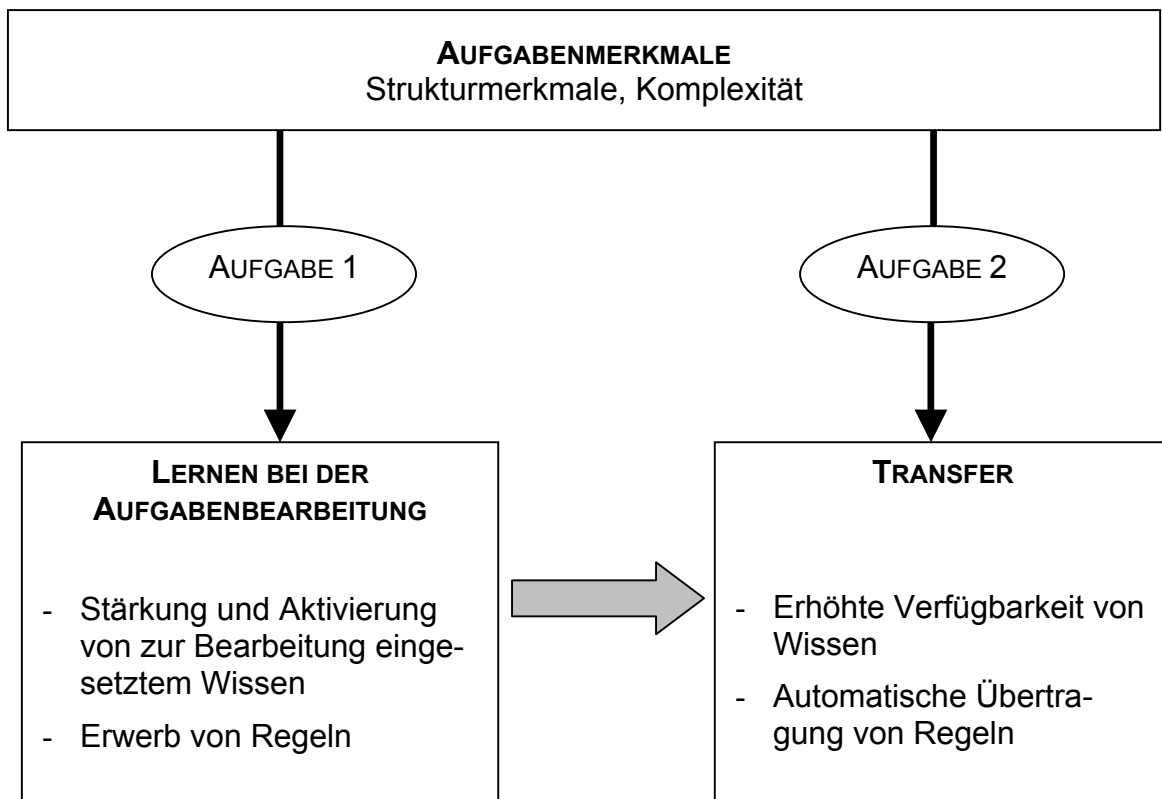 AUFGABENMERKMALE
Strukturmerkmale, Komplexität
AUFGABE 1
AUFGABE 2
LERNEN BEI DER
AUFGABENBEARBEITUNG
- Stärkung und Aktivierung
von zur Bearbeitung einge-
setztem Wissen
- Erwerb von Regeln
TRANSFER
- Erhöhte Verfügbarkeit von
Wissen
- Automatische Übertra-
gung von Regeln